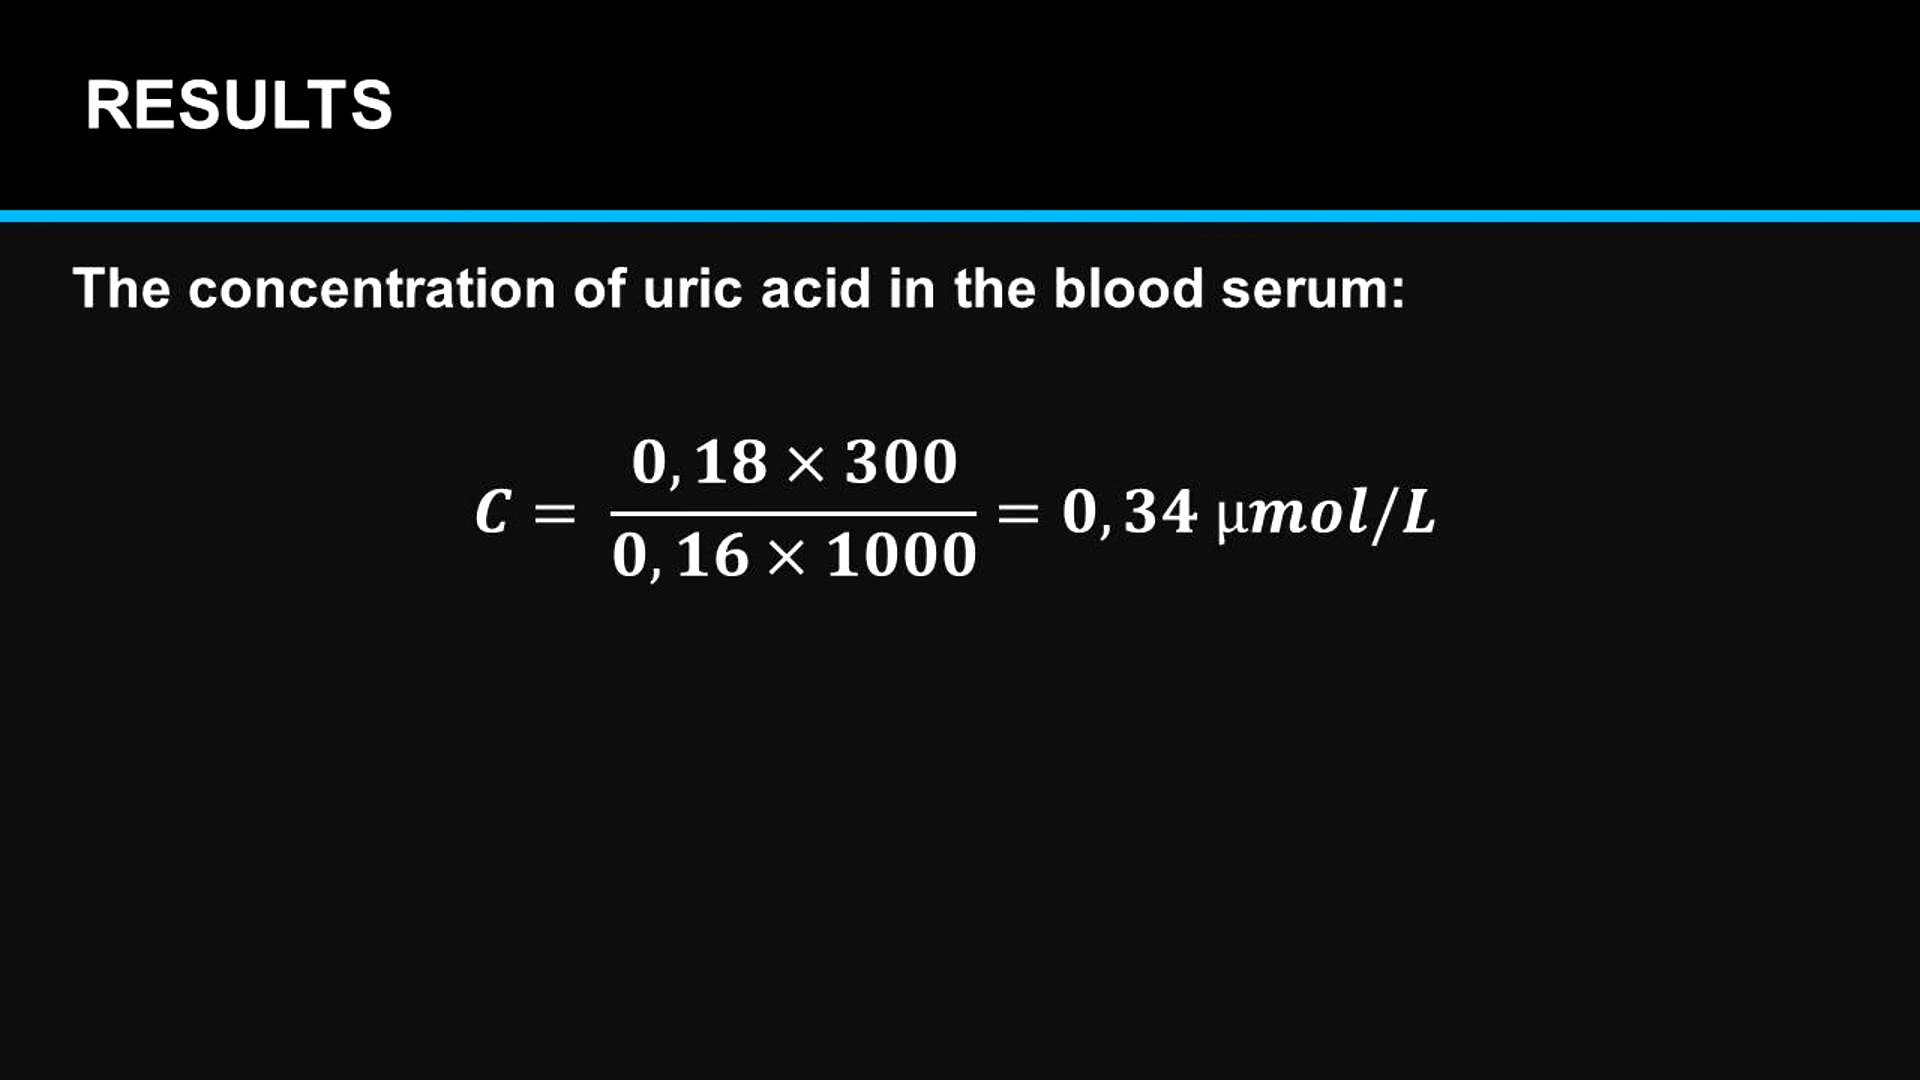 RESULTS
The concentration of uric acid in the blood serum:
0,18 × 300
C = ———— = 0,34 μmol/L
0,16 × 1000